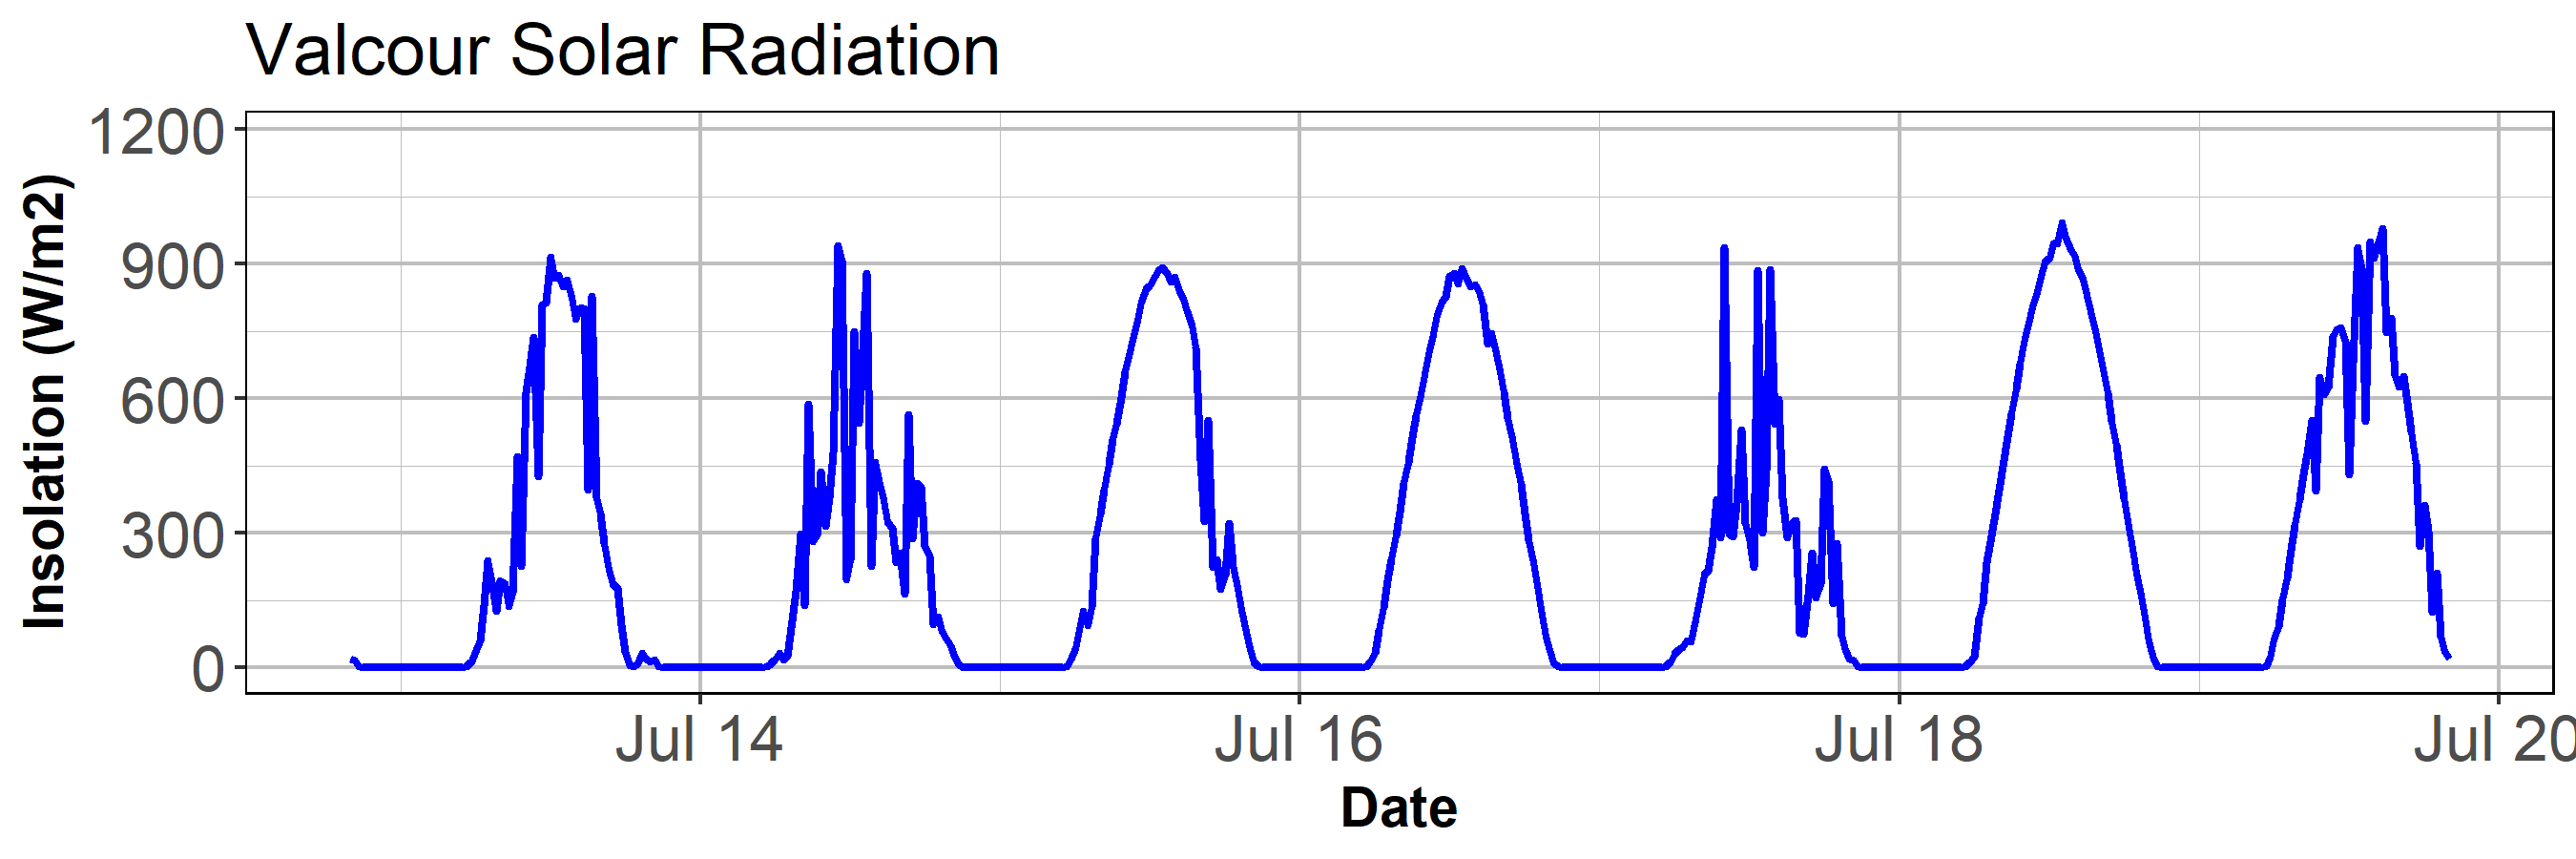 Valcour Solar Radiation
Insolation (W/m2)
1200
900
600
300
0
Jul 14
Jul 16
Jul 18
Jul 20
Date